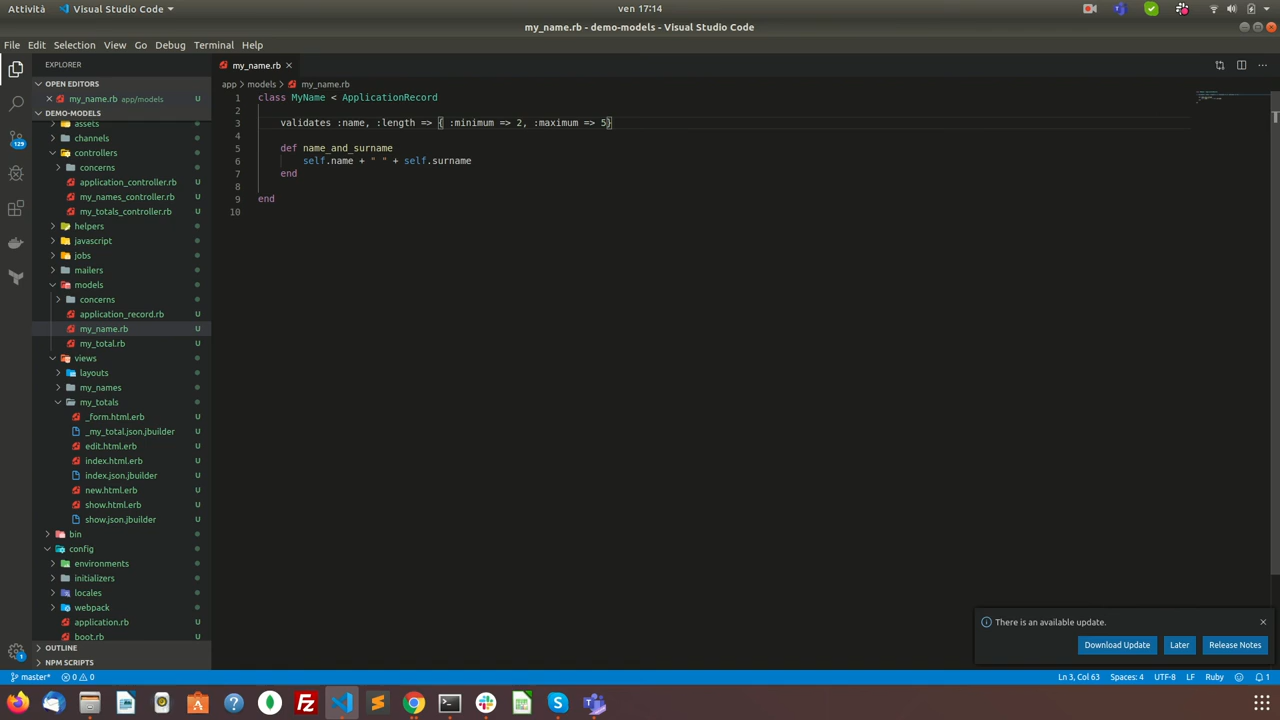 Attività
Visual Studio Code
ven 17:14
my_name.rb - demo-models - Visual Studio Code
File Edit Selection View Go Debug Terminal Help
EXPLORER
my_name.rb
OPEN EDITORS
my_name.rb app/models U
DEMO-MODELS
assets
channels
controllers
concerns
application_controller.rb U
my_names_controller.rb U
my_totals_controller.rb U
helpers
javascript
jobs
mailers
models
concerns
application_record.rb U
my_name.rb U
my_total.rb U
views
layouts
my_names
my_totals
_form.html.erb U
_my_total.json.jbuilder U
edit.html.erb U
index.html.erb U
index.json.jbuilder U
new.html.erb U
show.html.erb U
show.json.jbuilder U
bin
config
environments
initializers
locales
webpack
application.rb U
boot.rb U
OUTLINE
NPM SCRIPTS
129
1
app > models > my_name.rb
1 class MyName < ApplicationRecord
2
3 validates :name, :length => { :minimum => 2, :maximum => 5}
4
5 def name_and_surname
6 self.name + " " + self.surname
7 end
8
9 end
10
There is an available update.
Download Update Later Release Notes
master* 0 0 Ln 3, Col 63 Spaces: 4 UTF-8 LF Ruby 1